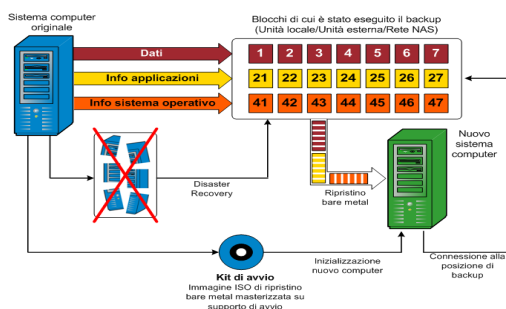 Sistema computer
originale
Blocchi di cui è stato eseguito il backup
(Unità locale/Unità esterna/Rete NAS)
Dati
1 2 3 4 5 6 7
Info applicazioni
21 22 23 24 25 26 27
Info sistema operativo
41 42 43 44 45 46 47
Nuovo
sistema
computer
Disaster
Recovery
Ripristino
bare metal
Kit di avvio
Immagine ISO di ripristino
bare metal masterizzata su
supporto di avvio
Inizializzazione
nuovo computer
Connessione alla
posizione di
backup